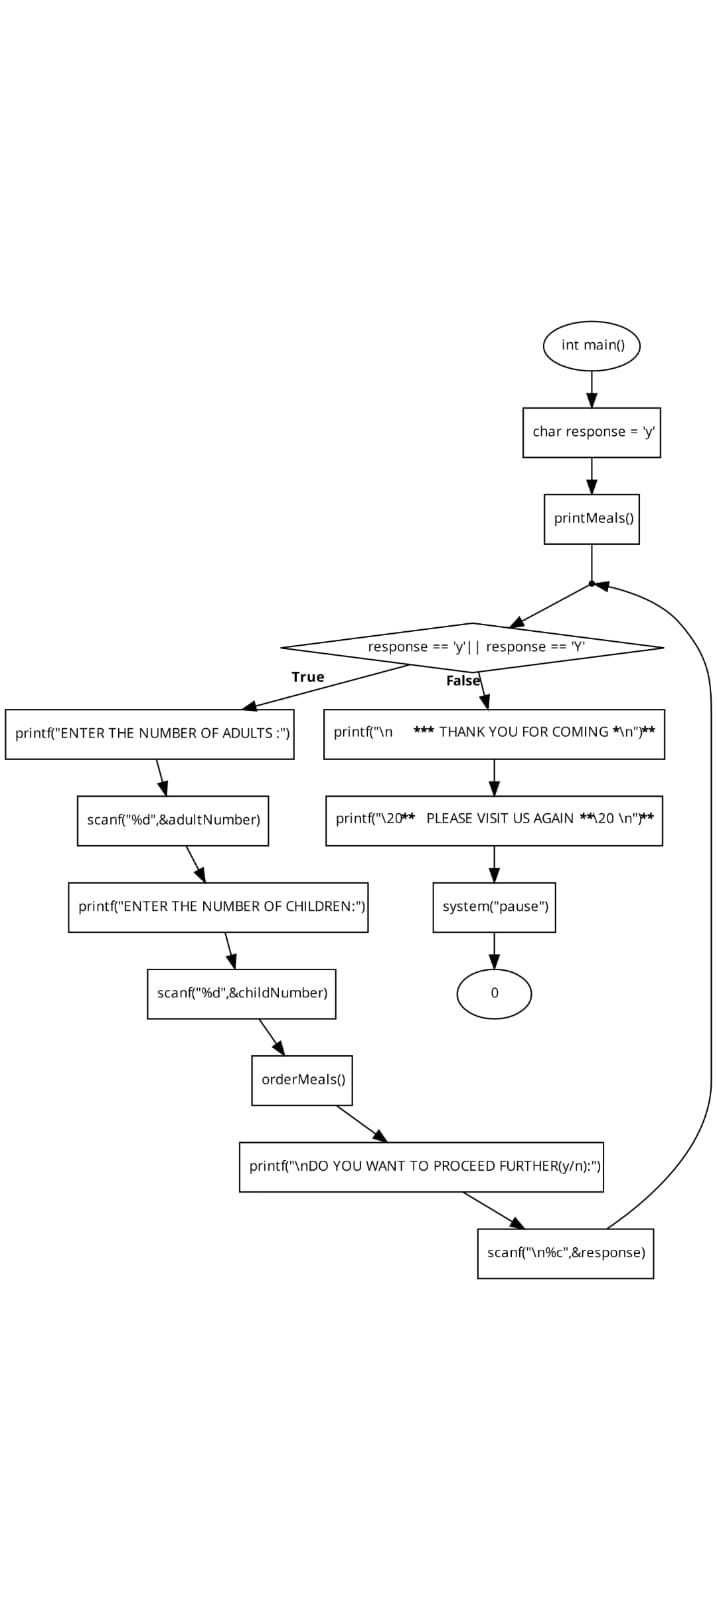 int main()
char response = 'y'
printMeals()
response == 'y'|| response == 'Y'
True
False
printf("ENTER THE NUMBER OF ADULTS :")
printf("\n *** THANK YOU FOR COMING *\n")**
scanf("%d",&adultNumber)
printf("\20** PLEASE VISIT US AGAIN **\20 \n")**
printf("ENTER THE NUMBER OF CHILDREN:")
system("pause")
scanf("%d",&childNumber)
0
orderMeals()
printf("\nDO YOU WANT TO PROCEED FURTHER(y/n):")
scanf("\n%c",&response)